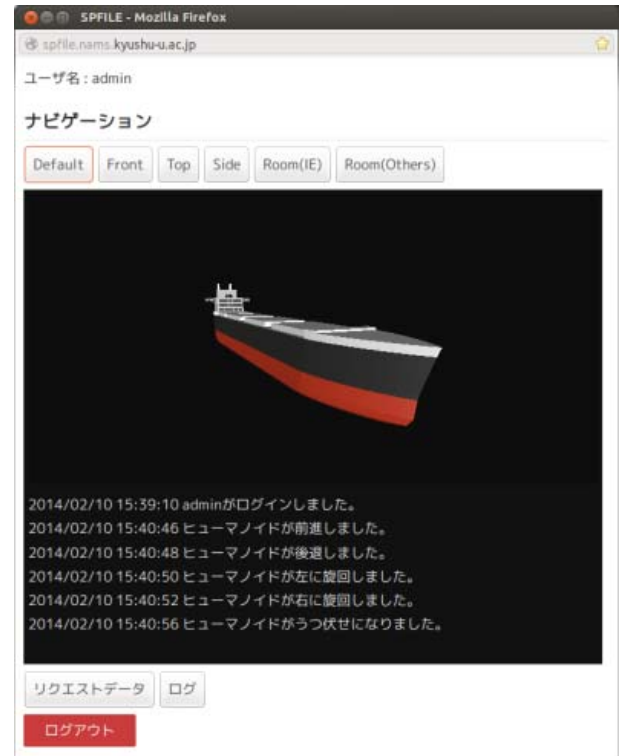 SPFILE - Mozilla Firefox
spfile.nams.kyushu-u.ac.jp
ユーザ名 : admin
ナビゲーション
Default Front Top Side Room(IE) Room(Others)
2014/02/10 15:39:10 adminがログインしました。
2014/02/10 15:40:46 ヒューマノイドが前進しました。
2014/02/10 15:40:48 ヒューマノイドが後退しました。
2014/02/10 15:40:50 ヒューマノイドが左に旋回しました。
2014/02/10 15:40:52 ヒューマノイドが右に旋回しました。
2014/02/10 15:40:56 ヒューマノイドがうつ伏せになりました。
リクエストデータ ログ
ログアウト